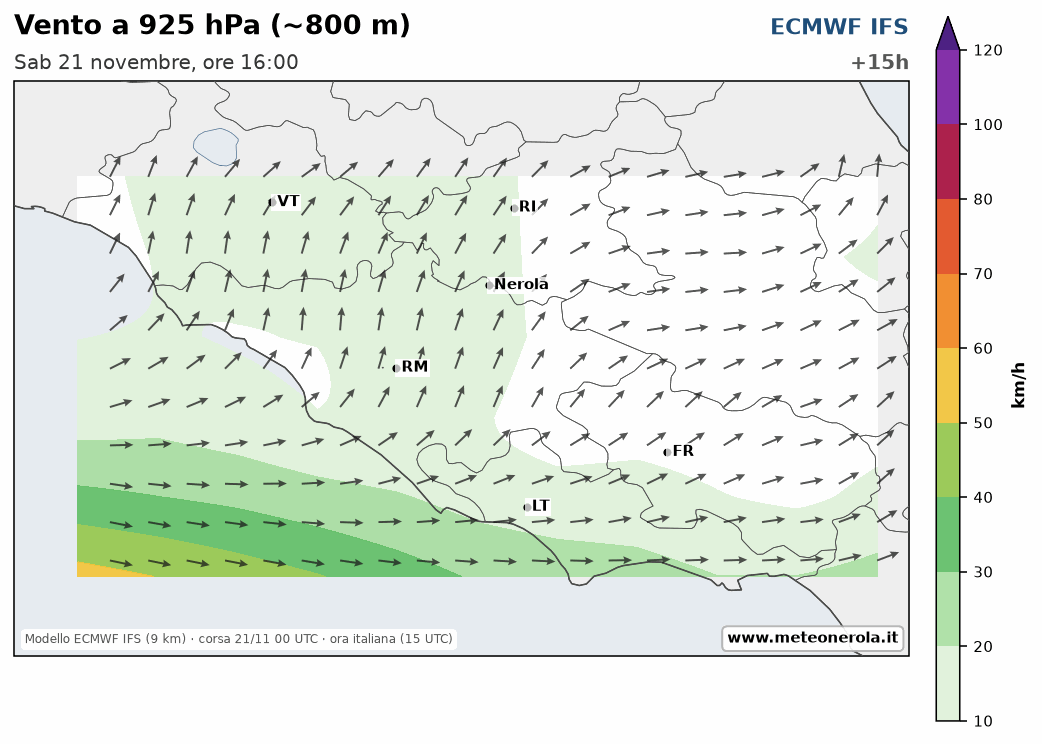 Vento a 925 hPa (~800 m)
ECMWF IFS
Sab 21 novembre, ore 16:00
+15h
VT
RI
Nerola
RM
FR
LT
Modello ECMWF IFS (9 km) · corsa 21/11 00 UTC · ora italiana (15 UTC)
www.meteonerola.it
120
100
80
70
60
50
40
30
20
10
km/h